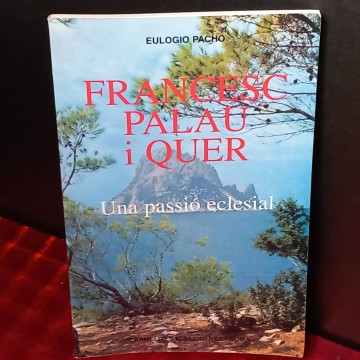 EULOGIO PACHO
FRANCESC
PALAU
i QUER
Una passió eclesial